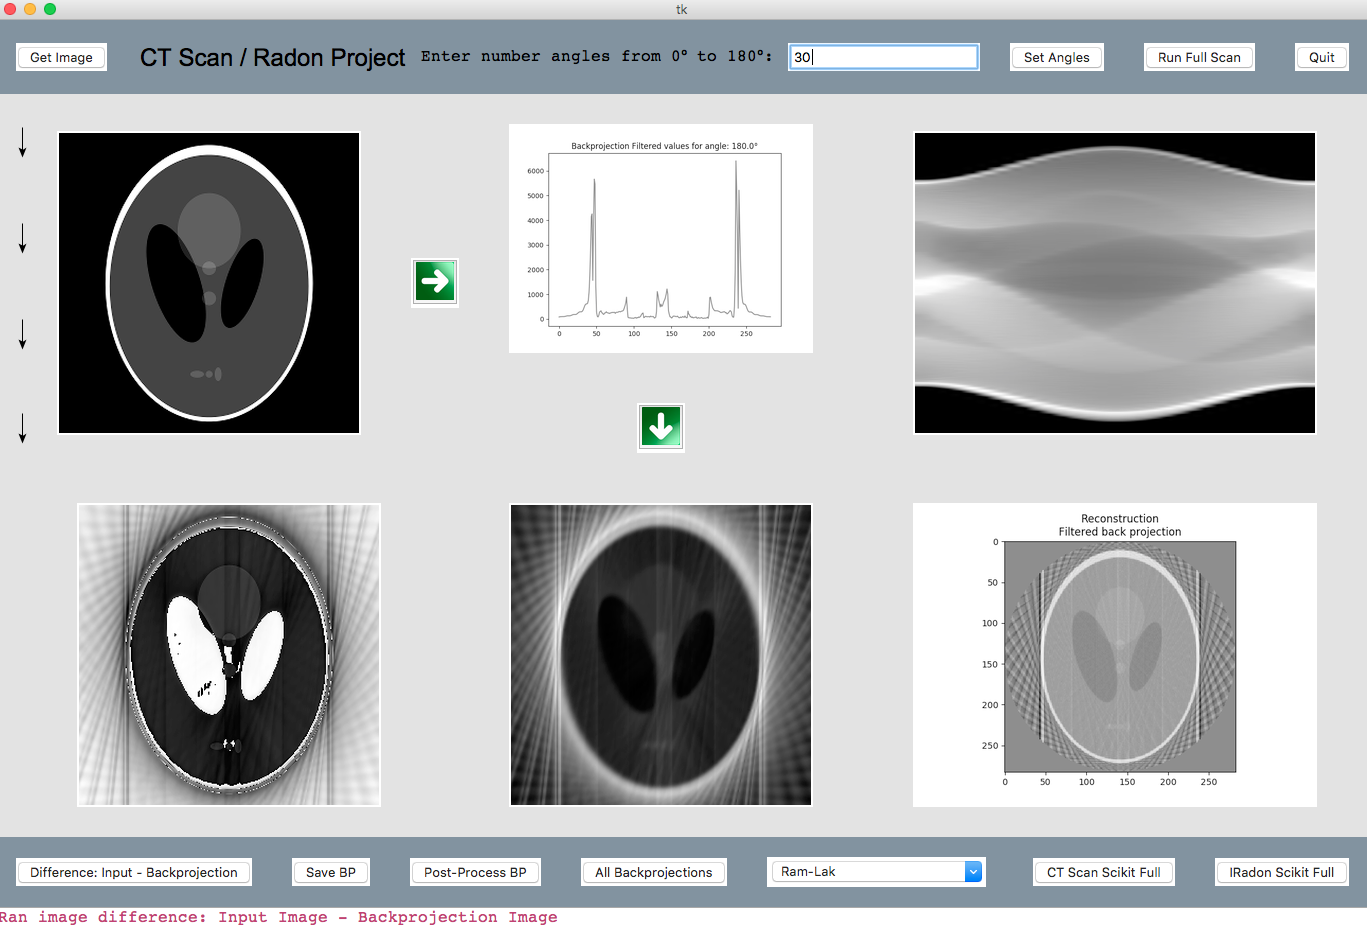 tk
Get Image
CT Scan / Radon Project
Enter number angles from 0° to 180°:
30
Set Angles
Run Full Scan
Quit
Backprojection Filtered values for angle: 180.0°
6000
5000
4000
3000
2000
1000
0
0 50 100 150 200 250
Reconstruction
Filtered back projection
0
50
100
150
200
250
0 50 100 150 200 250
Difference: Input - Backprojection
Save BP
Post-Process BP
All Backprojections
Ram-Lak
CT Scan Scikit Full
IRadon Scikit Full
Ran image difference: Input Image - Backprojection Image